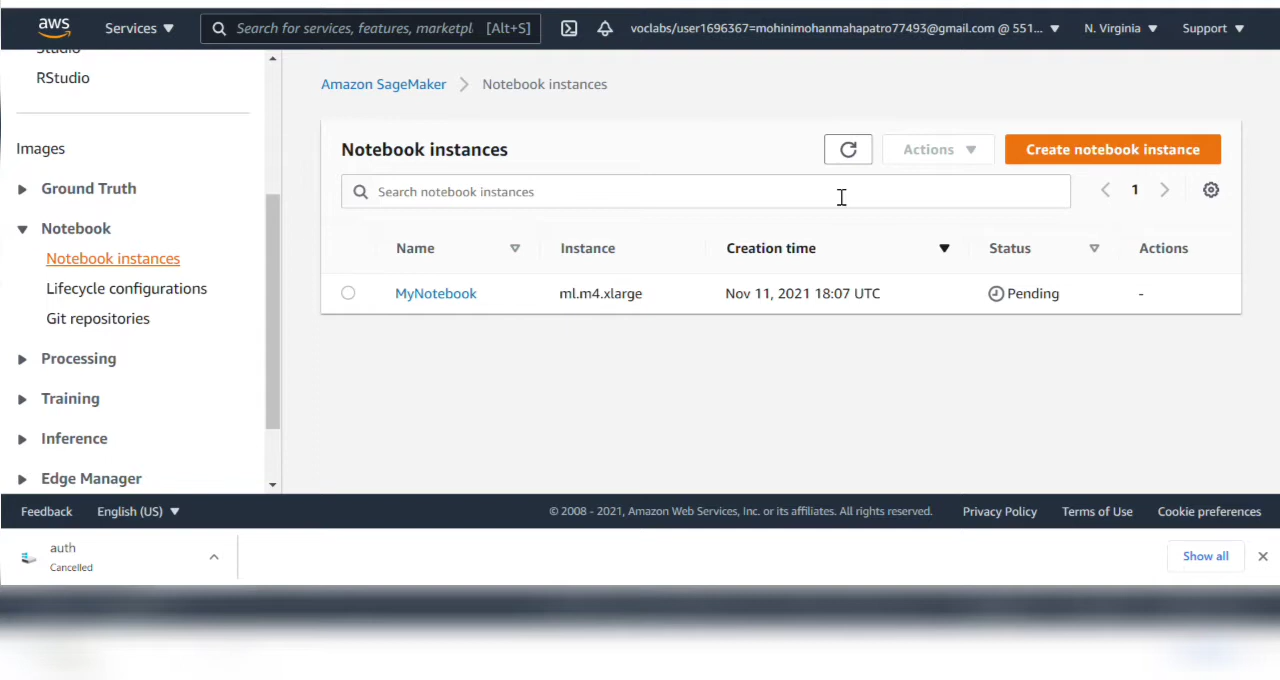 aws
Services
Search for services, features, marketpl
[Alt+S]
voclabs/user1696367=mohinimohanmahapatro77493@gmail.com @ 551...
N. Virginia
Support
Studio
RStudio
Images
Ground Truth
Notebook
Notebook instances
Lifecycle configurations
Git repositories
Processing
Training
Inference
Edge Manager
Amazon SageMaker
Notebook instances
Notebook instances
Actions
Create notebook instance
Search notebook instances
1
Name
Instance
Creation time
Status
Actions
MyNotebook
ml.m4.xlarge
Nov 11, 2021 18:07 UTC
Pending
-
Feedback
English (US)
© 2008 - 2021, Amazon Web Services, Inc. or its affiliates. All rights reserved.
Privacy Policy
Terms of Use
Cookie preferences
auth
Cancelled
Show all